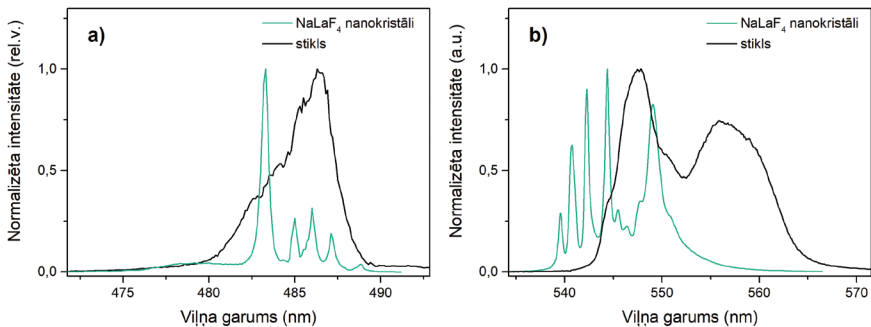 a)
NaLaF₄ nanokristāli
stikls
Normalizēta intensitāte (rel.v.)
1,0
0,5
0,0
475 480 485 490
Viļņa garums (nm)
b)
NaLaF₄ nanokristāli
stikls
Normalizēta intensitāte (a.u.)
1,0
0,5
0,0
540 550 560 570
Viļņa garums (nm)